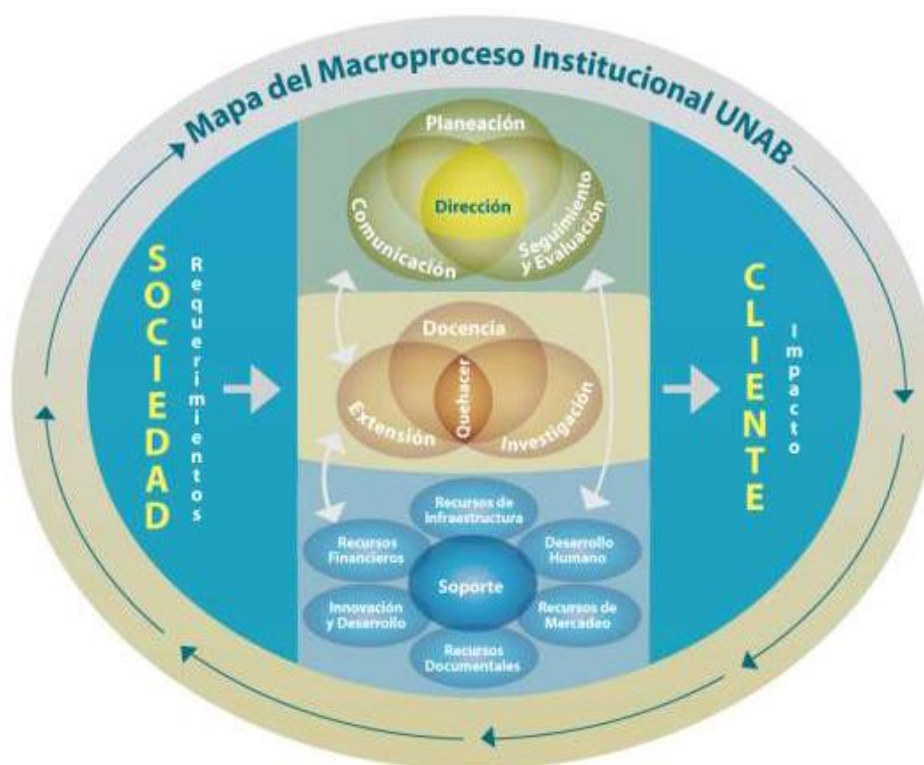 Mapa del Macroproceso Institucional UNAB
SOCIEDAD
Requerimientos
Planeación
Dirección
Comunicación
Seguimiento
y Evaluación
Docencia
Quehacer
Extensión
Investigación
Recursos de
Infraestructura
Recursos
Financieros
Desarrollo
Humano
Soporte
Innovación
y Desarrollo
Recursos de
Mercadeo
Recursos
Documentales
CLIENTE
Impacto